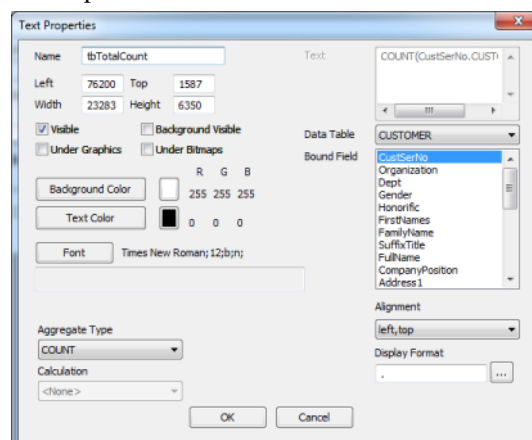 Text Properties
Name tbTotalCount Text COUNT(CustSerNo.CUST
Left 76200 Top 1587
Width 23283 Height 6350
Visible Background Visible Data Table CUSTOMER
Under Graphics Under Bitmaps Bound Field CustSerNo
Organization
Dept
Gender
Honorific
FirstNames
FamilyName
SuffixTitle
FullName
CompanyPosition
Address1
R G B
Background Color 255 255 255
Text Color 0 0 0
Font Times New Roman;12;b;n;
Alignment
left,top
Aggregate Type
COUNT
Display Format
.
...
Calculation
<None>
OK Cancel